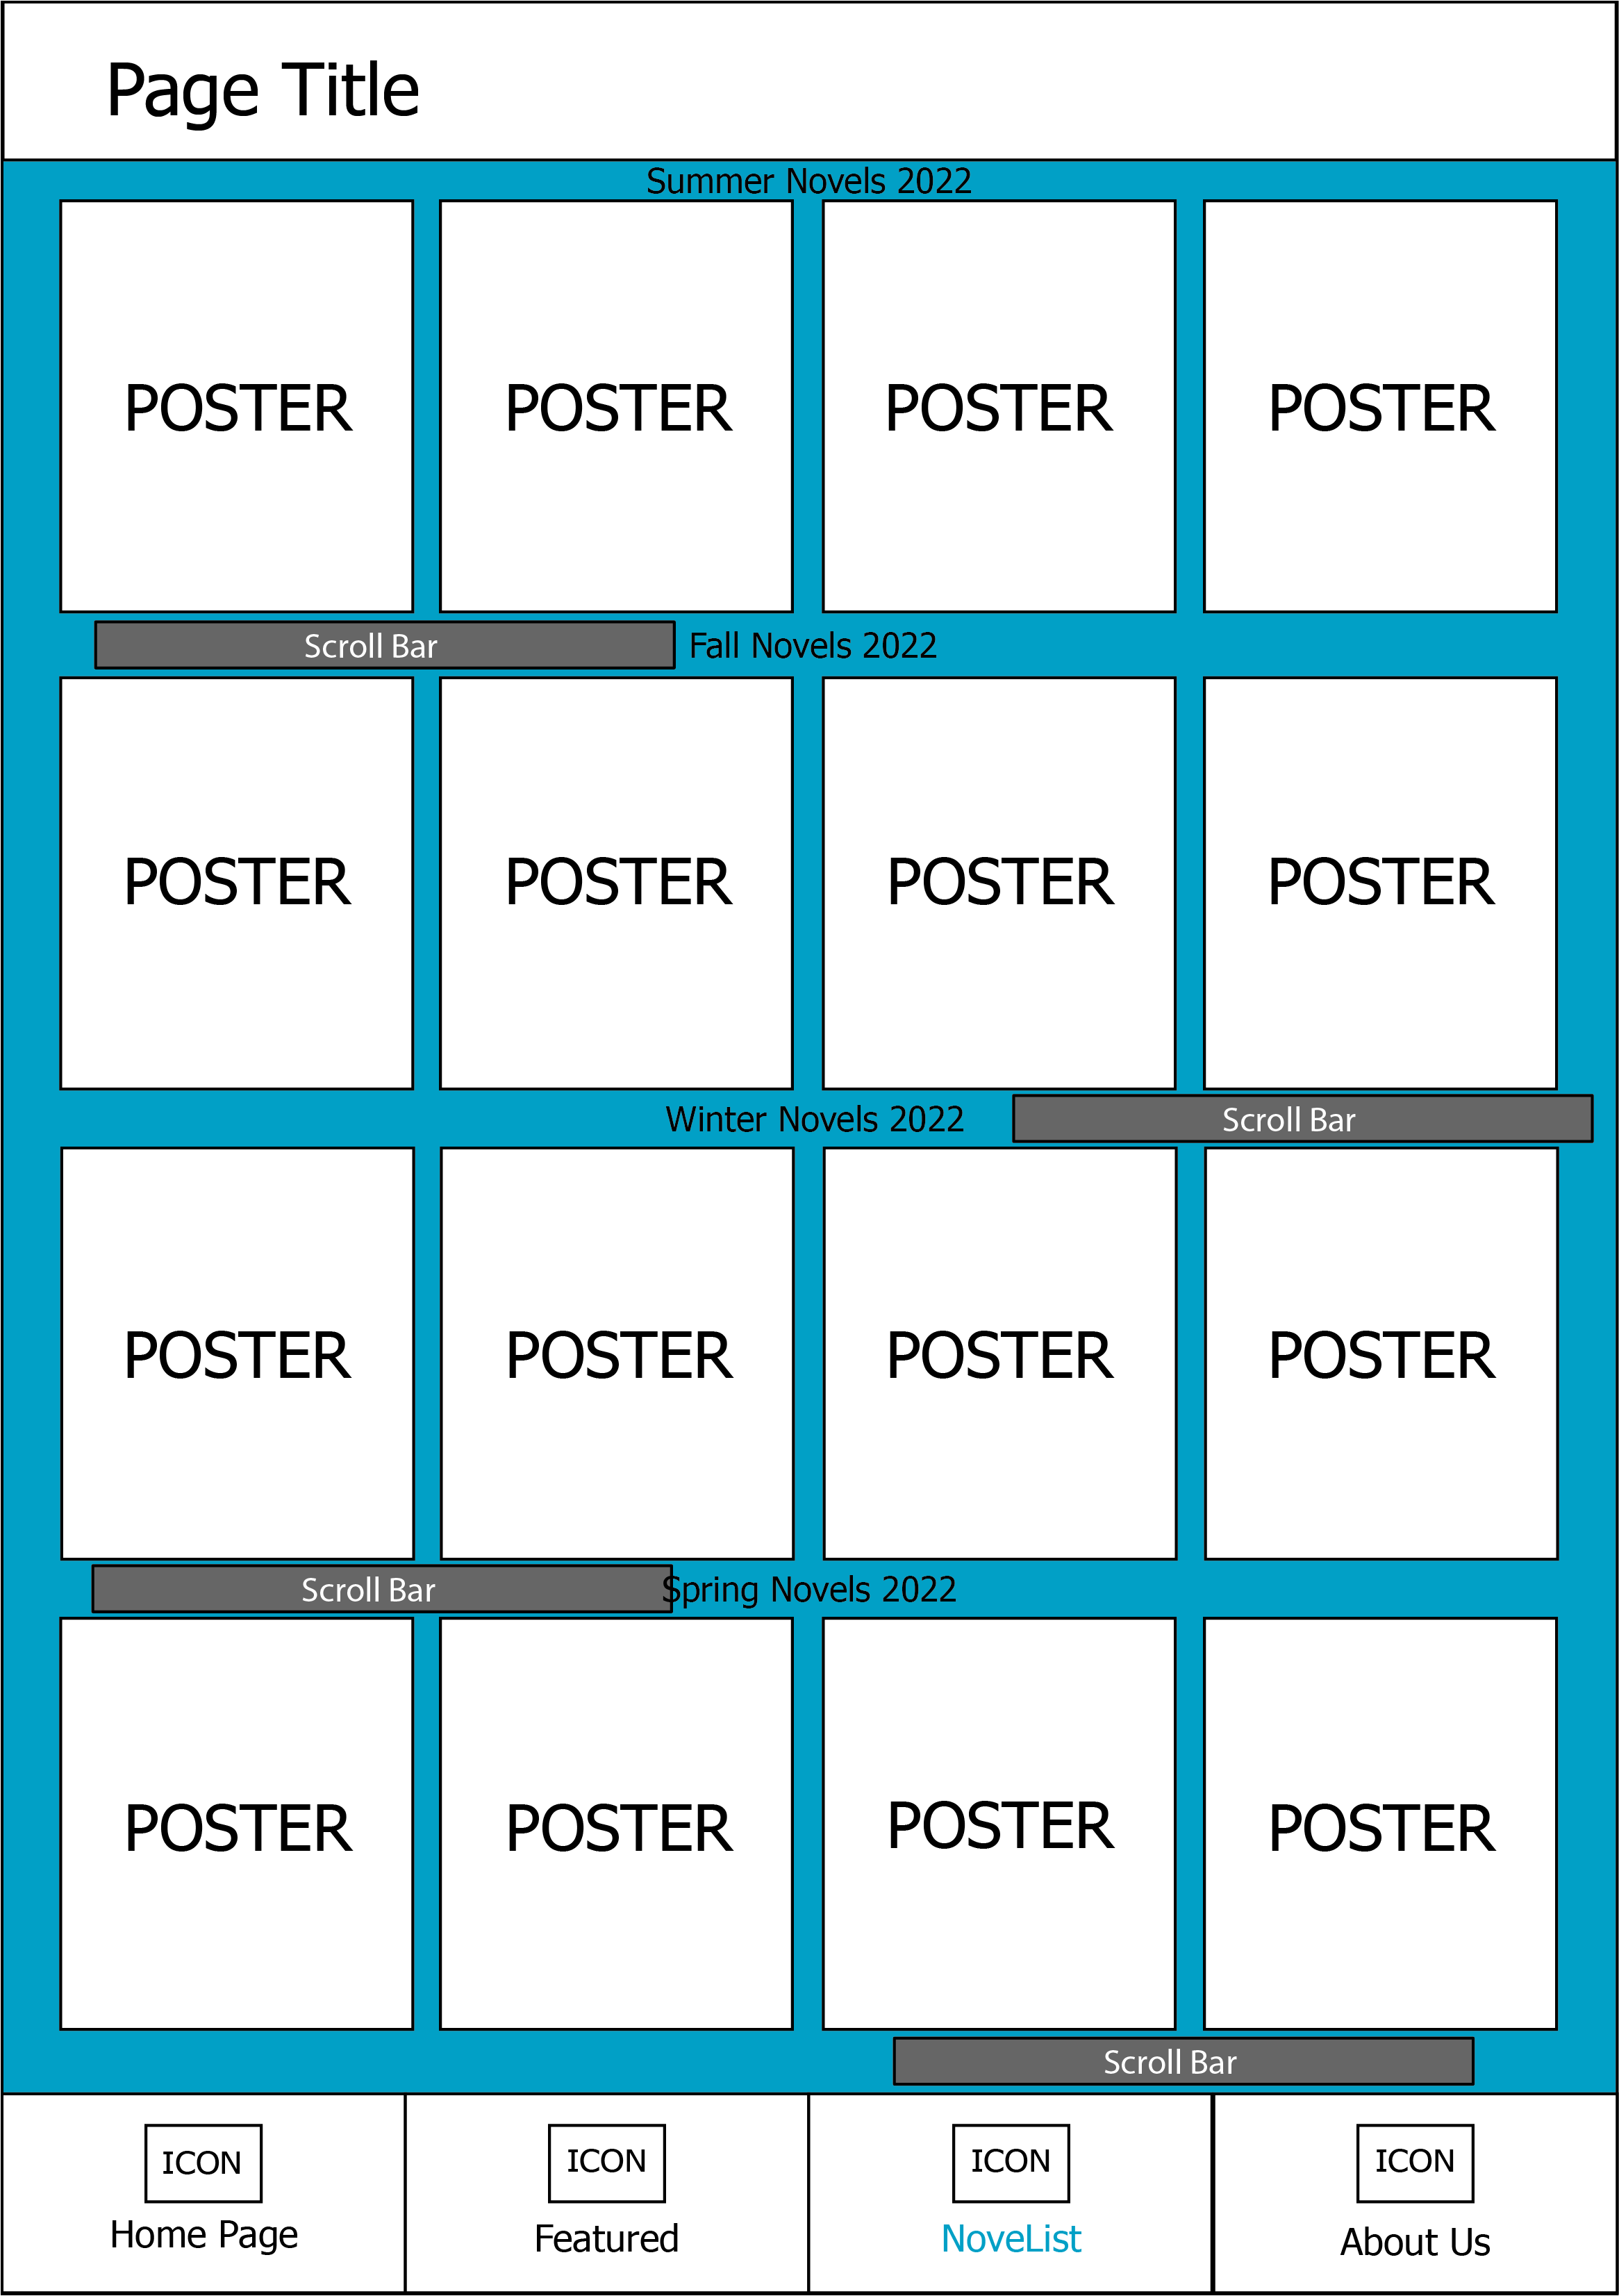 Page Title
Summer Novels 2022
POSTER POSTER POSTER POSTER
Scroll Bar Fall Novels 2022
POSTER POSTER POSTER POSTER
Winter Novels 2022 Scroll Bar
POSTER POSTER POSTER POSTER
Scroll Bar Spring Novels 2022
POSTER POSTER POSTER POSTER
Scroll Bar
ICON ICON ICON ICON
Home Page Featured NoveList About Us